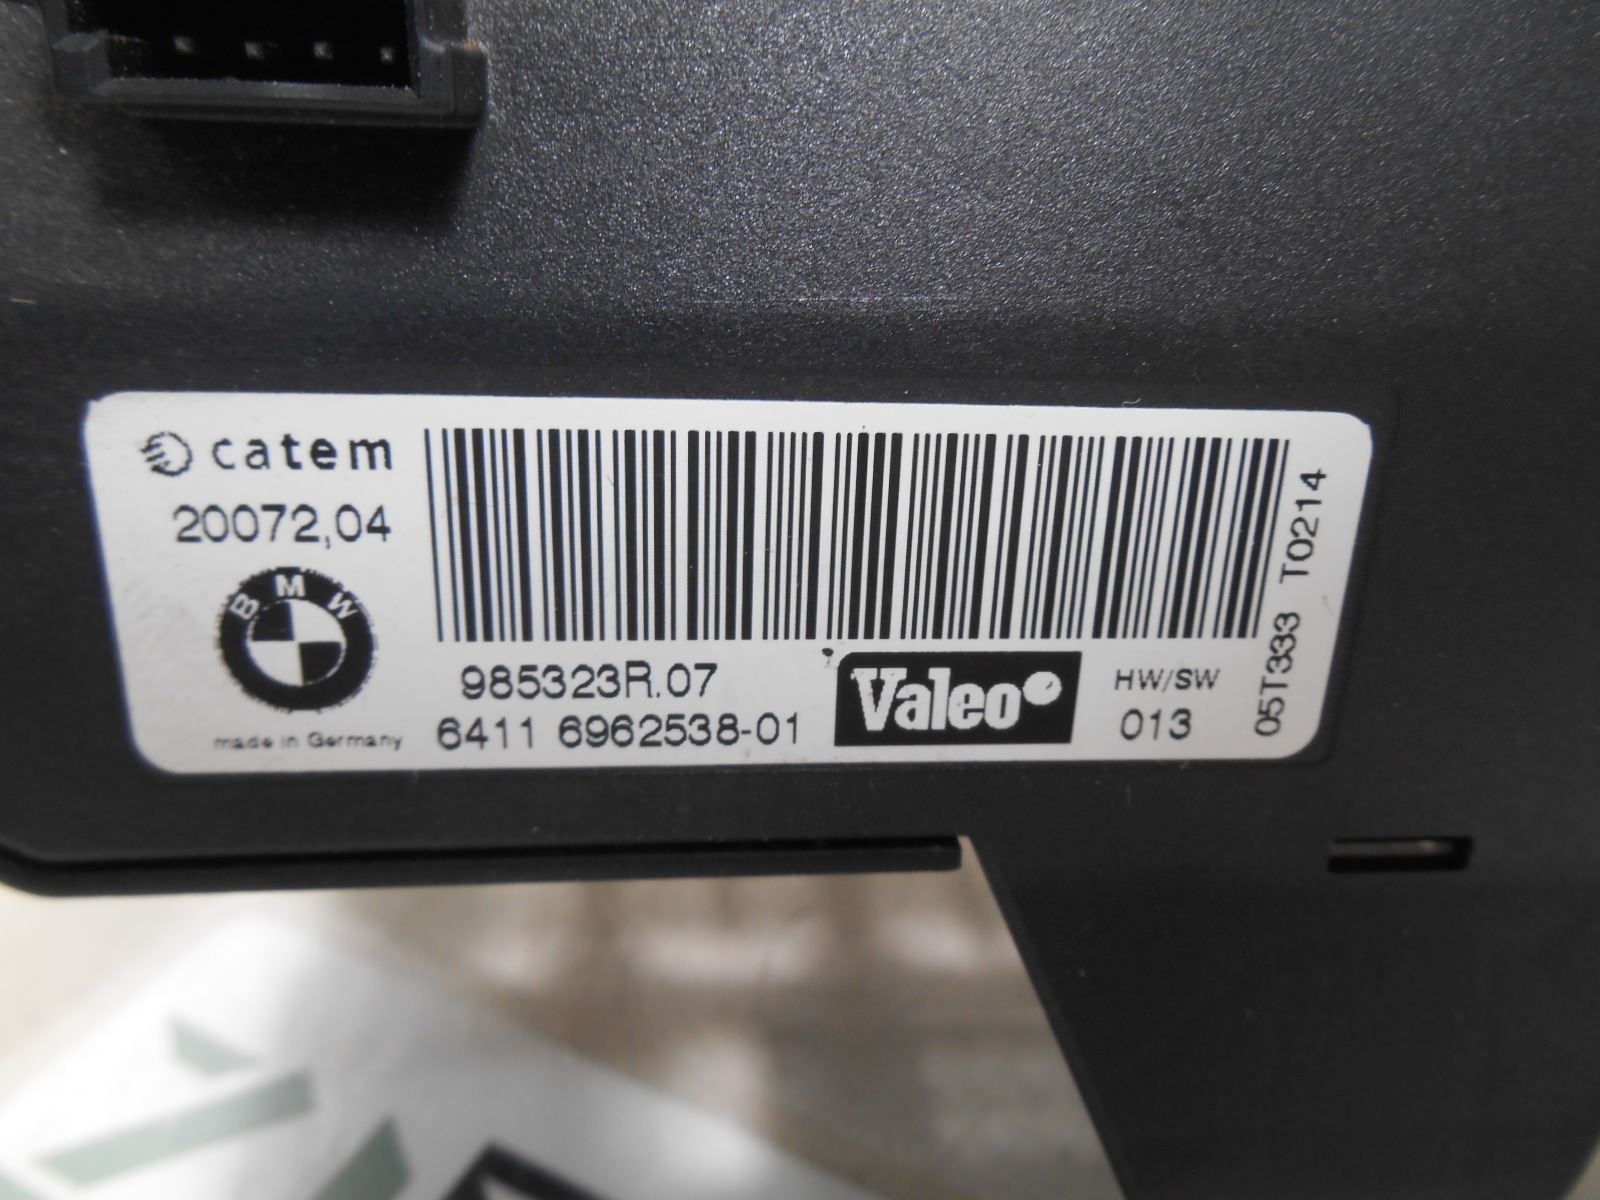 catem
20072,04
BMW
made in Germany
985323R.07
6411 6962538-01
Valeo
HW/SW
013
05T333 T0214